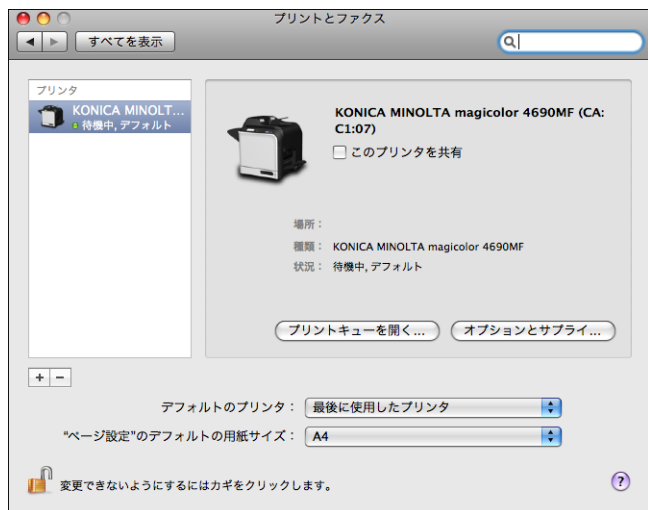 プリントとファクス
すべてを表示
プリンタ
KONICA MINOLT...
待機中, デフォルト
KONICA MINOLTA magicolor 4690MF (CA:
C1:07)
このプリンタを共有
場所：
種類： KONICA MINOLTA magicolor 4690MF
状況： 待機中, デフォルト
プリントキューを開く... オプションとサプライ...
+ −
デフォルトのプリンタ： 最後に使用したプリンタ
“ページ設定”のデフォルトの用紙サイズ： A4
変更できないようにするにはカギをクリックします。 ?